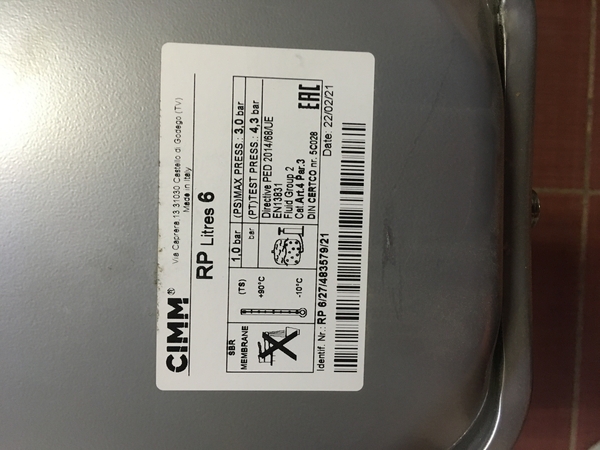 CIMM®
Via Caprera,13 31030 Castello di Godego (TV)
Made in Italy
RP Litres 6
SBR
MEMBRANE
(TS)
+90°C
-10°C
1,0 bar
bar
(PS)MAX PRESS.: 3,0 bar
(PT)TEST PRESS.: 4,3 bar
Directive PED 2014/68/UE
EN13831
Fluid Group 2
Cat.Art.4 Par.3
DIN CERTCO nr. 5C028
EAC
Identif. Nr.: RP 6/27/483579/21
Date: 22/02/21